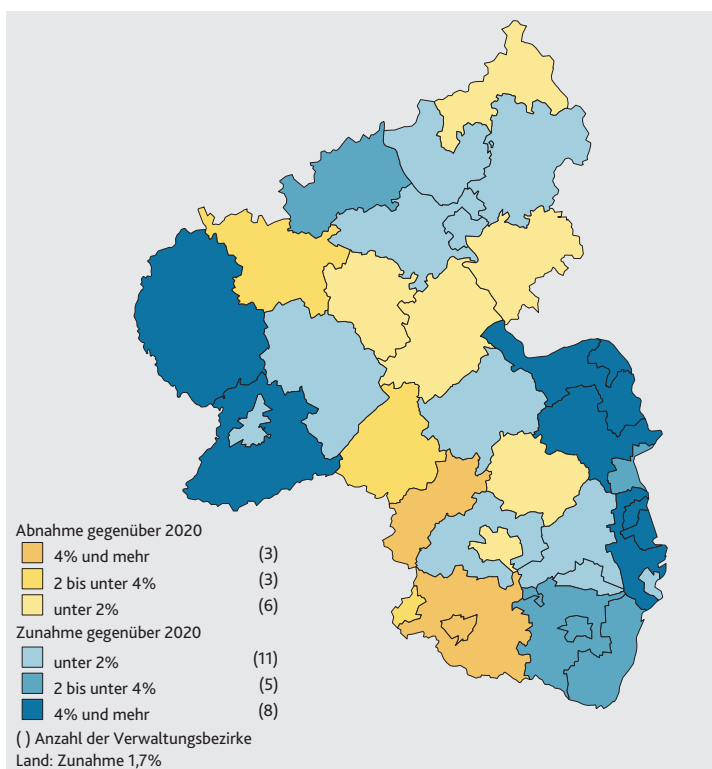 Abnahme gegenüber 2020
4% und mehr (3)
2 bis unter 4% (3)
unter 2% (6)
Zunahme gegenüber 2020
unter 2% (11)
2 bis unter 4% (5)
4% und mehr (8)
( ) Anzahl der Verwaltungsbezirke
Land: Zunahme 1,7%